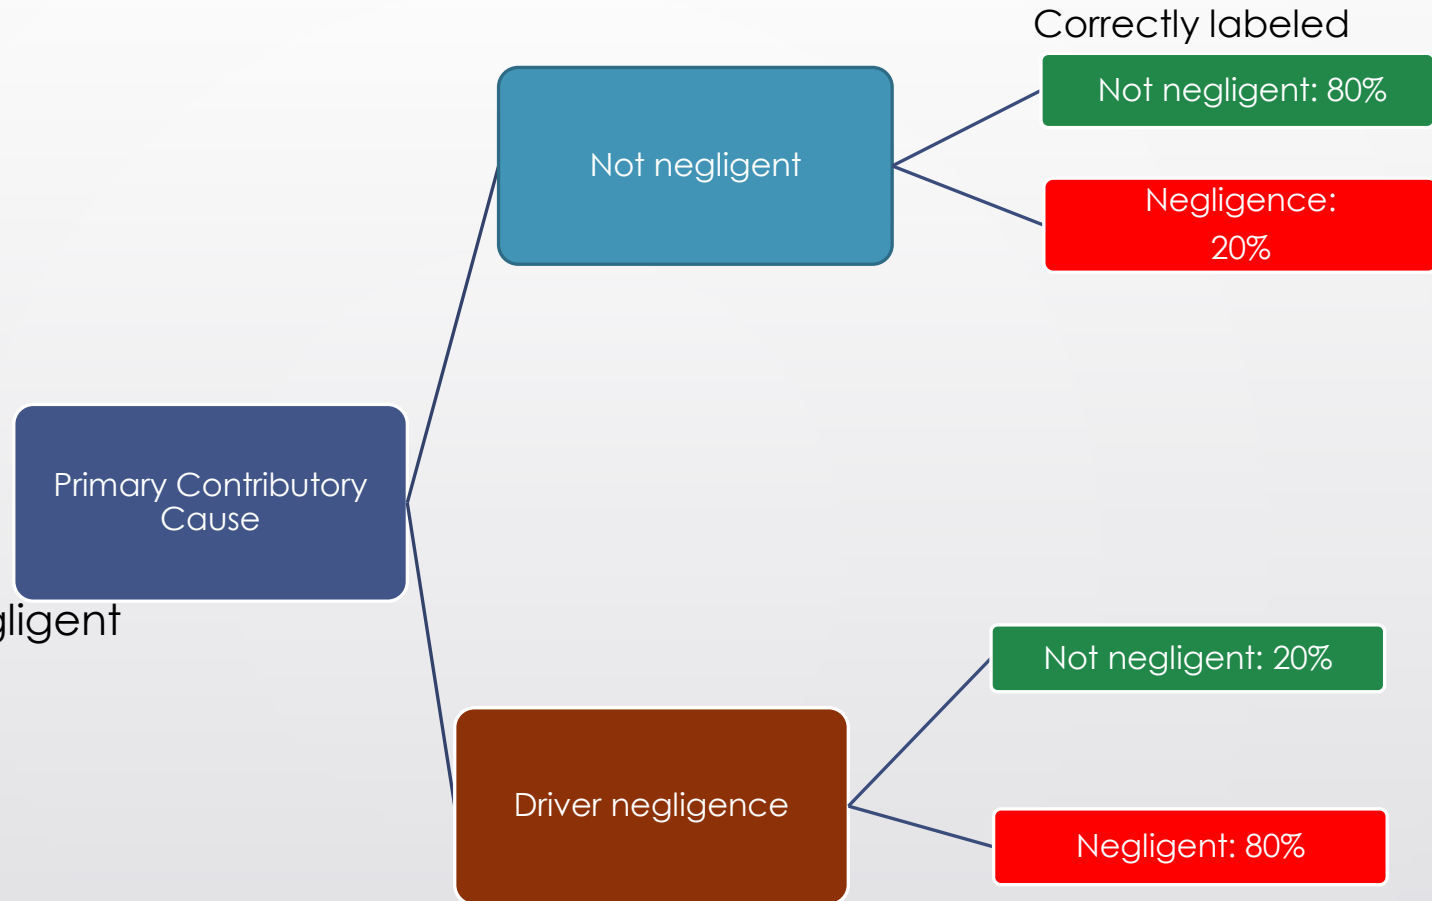 Correctly labeled
Not negligent: 80%
Not negligent
Negligence:
20%
Primary Contributory
Cause
gligent
Not negligent: 20%
Driver negligence
Negligent: 80%